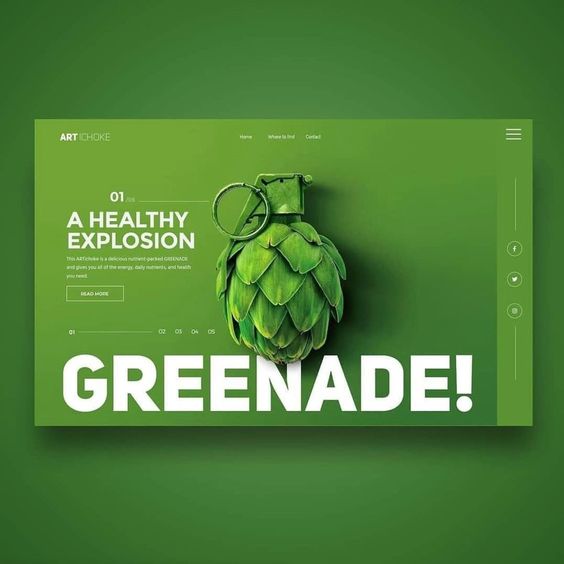 ARTICHOKE
Home Where to find Contact
01/05
A HEALTHY
EXPLOSION
This ARTichoke is a delicious nutrient-packed GREENADE
and gives you all of the energy, daily nutrients, and health
you need.
READ MORE
01 02 03 04 05
GREENADE!